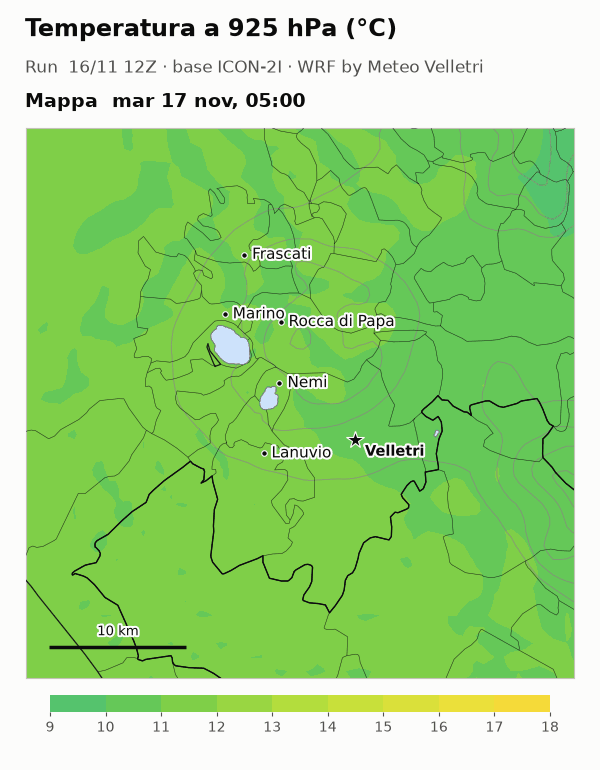 Temperatura a 925 hPa (°C)
Run 16/11 12Z · base ICON-2I · WRF by Meteo Velletri
Mappa mar 17 nov, 05:00
Frascati
Marino
Rocca di Papa
Nemi
Velletri
Lanuvio
10 km
9 10 11 12 13 14 15 16 17 18